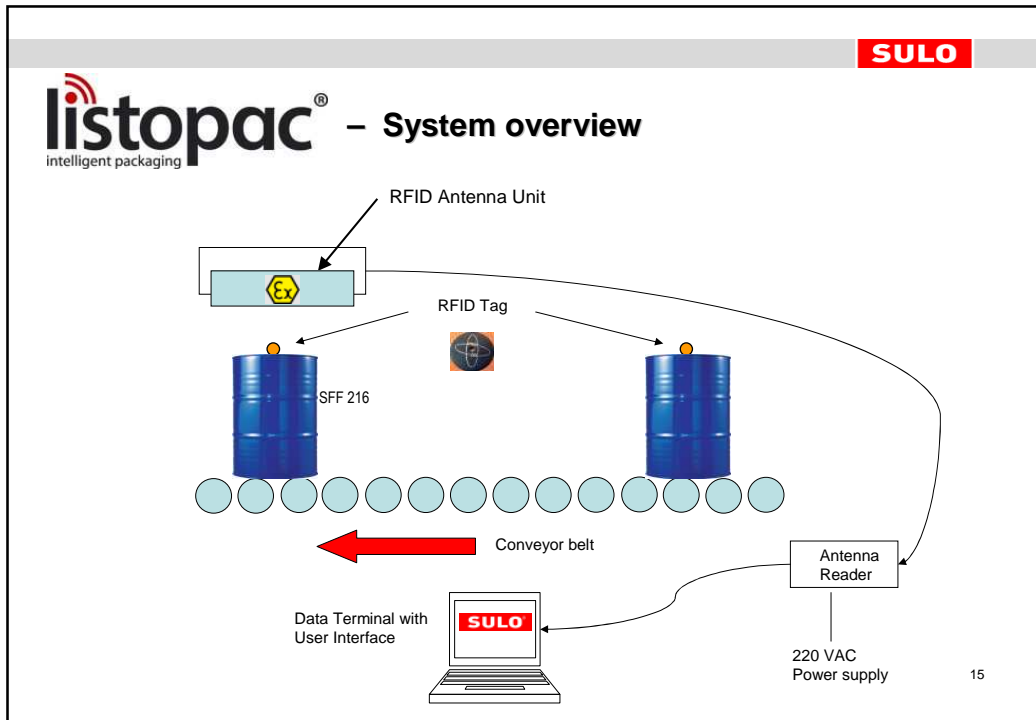 SULO
listopac®
intelligent packaging
– System overview
RFID Antenna Unit
Ex
RFID Tag
SFF 216
Conveyor belt
Antenna
Reader
Data Terminal with
User Interface
SULO
220 VAC
Power supply
15